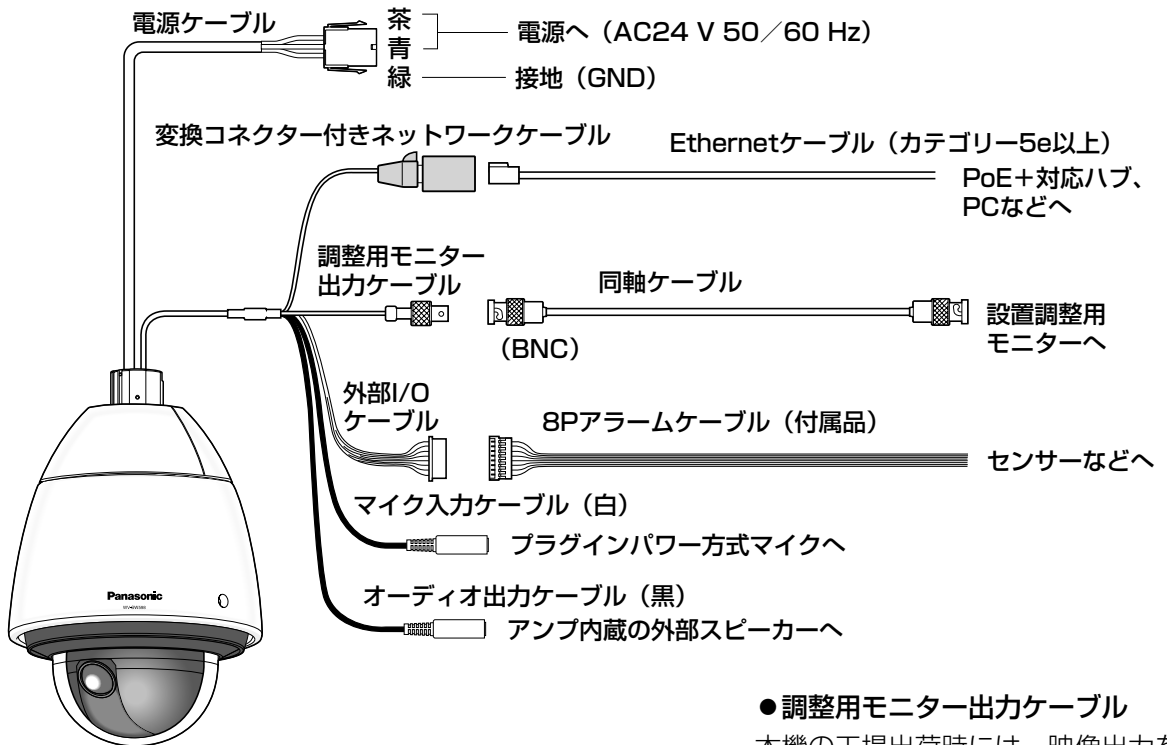 電源ケーブル
茶
青
緑
電源へ（AC24 V 50／60 Hz）
接地（GND）
変換コネクター付きネットワークケーブル
Ethernetケーブル（カテゴリー5e以上）
PoE＋対応ハブ、
PCなどへ
調整用モニター
出力ケーブル
同軸ケーブル
（BNC）
設置調整用
モニターへ
外部I/O
ケーブル
8Pアラームケーブル（付属品）
センサーなどへ
マイク入力ケーブル（白）
プラグインパワー方式マイクへ
オーディオ出力ケーブル（黒）
アンプ内蔵の外部スピーカーへ
Panasonic
●調整用モニター出力ケーブル